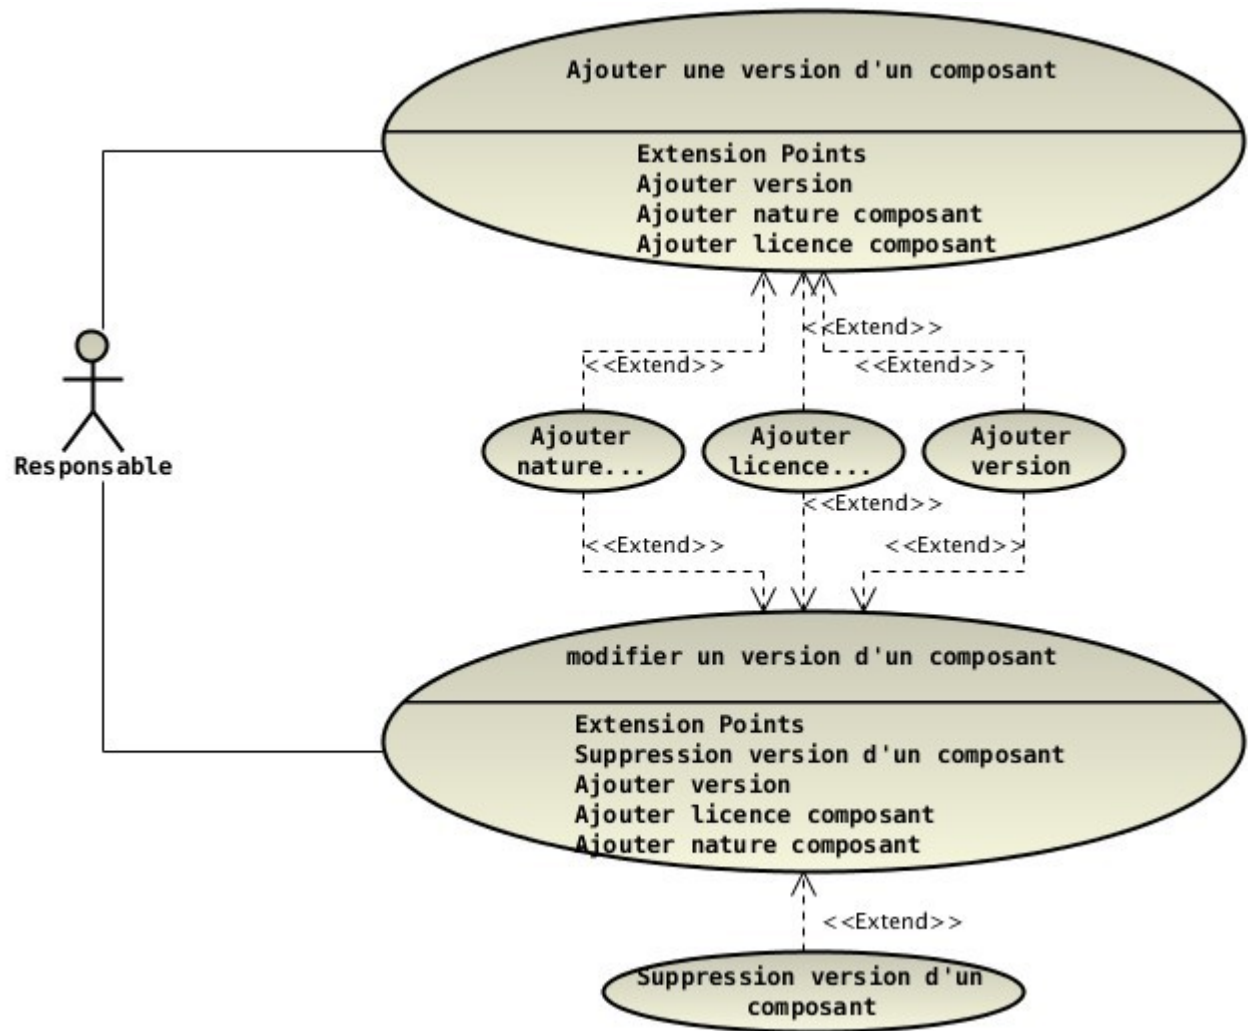 Ajouter une version d'un composant
Extension Points
Ajouter version
Ajouter nature composant
Ajouter licence composant
<<Extend>>
<<Extend>>
<<Extend>>
Responsable
Ajouter
nature...
Ajouter
licence...
Ajouter
version
<<Extend>>
<<Extend>>
<<Extend>>
modifier un version d'un composant
Extension Points
Suppression version d'un composant
Ajouter version
Ajouter licence composant
Ajouter nature composant
<<Extend>>
Suppression version d'un
composant